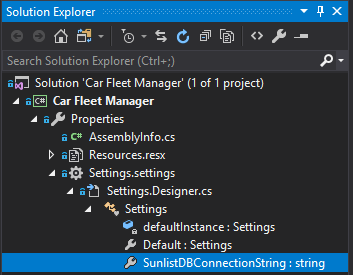 Solution Explorer
Search Solution Explorer (Ctrl+;)
Solution 'Car Fleet Manager' (1 of 1 project)
C# Car Fleet Manager
Properties
C# AssemblyInfo.cs
Resources.resx
Settings.settings
Settings.Designer.cs
Settings
defaultInstance : Settings
Default : Settings
SunlistDBConnectionString : string